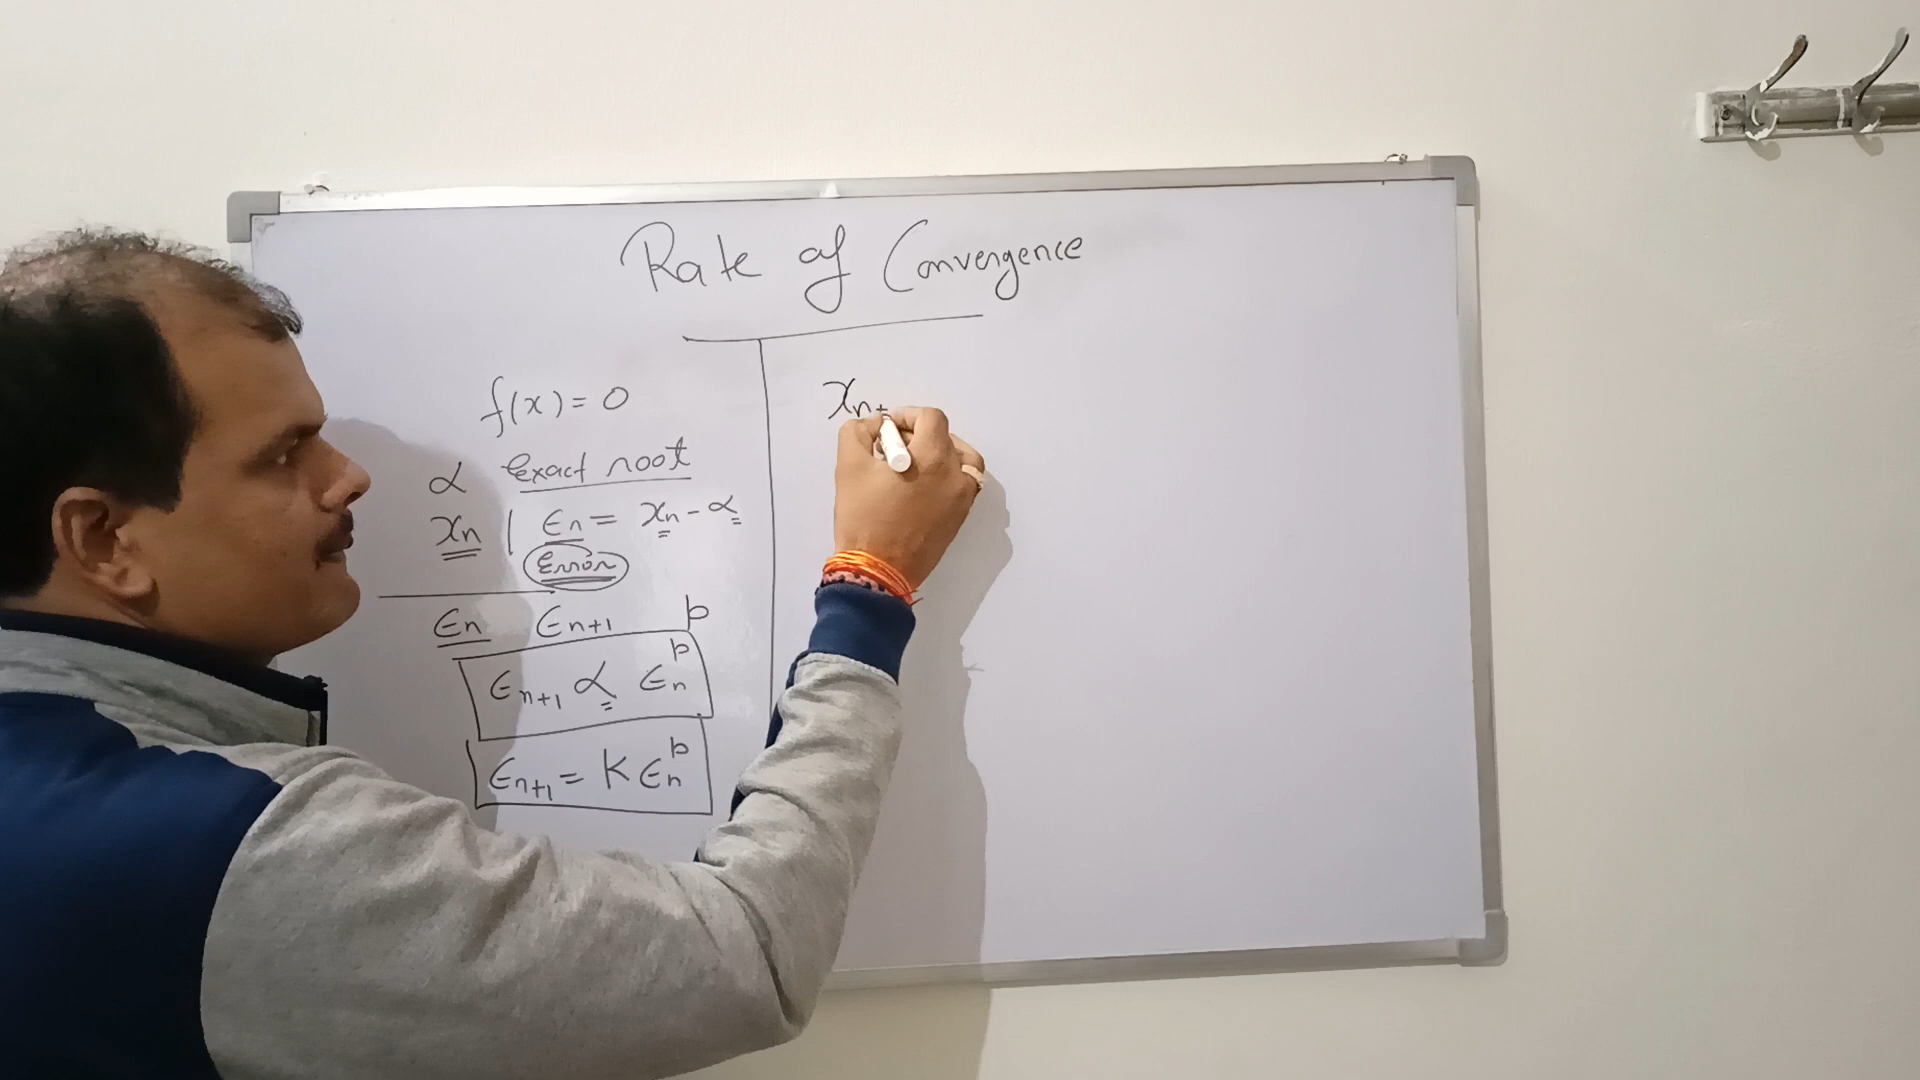 Rate of Convergence
f(x) = 0
α exact root
xn | ϵn = xn - α
Error
ϵn ϵn+1 p
ϵn+1 α ϵn^p
ϵn+1 = K ϵn^p
xn+